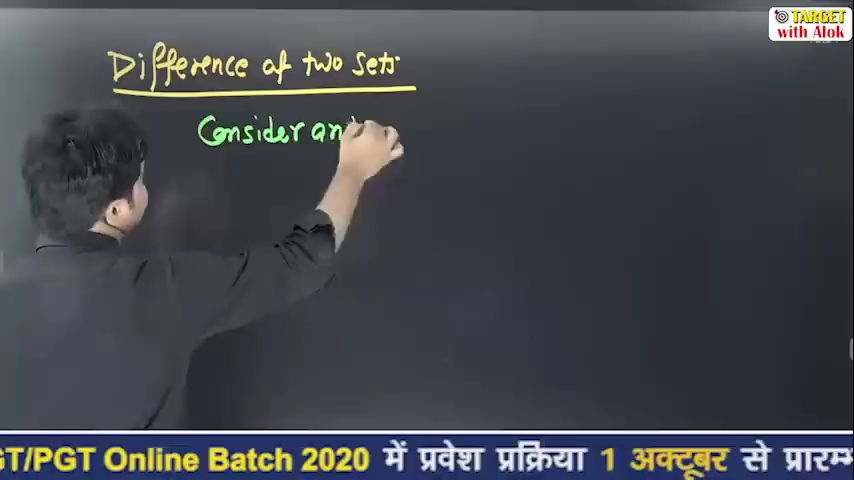 TARGET
with Alok
Difference of two sets
Consider an
GT/PGT Online Batch 2020 में प्रवेश प्रक्रिया 1 अक्टूबर से प्रारम्भ